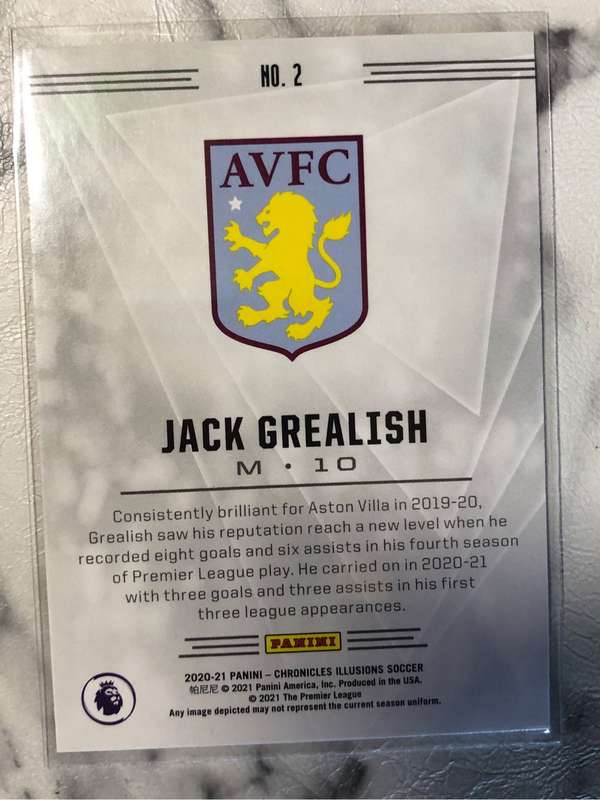 NO. 2
AVFC
JACK GREALISH
M • 10
Consistently brilliant for Aston Villa in 2019-20,
Grealish saw his reputation reach a new level when he
recorded eight goals and six assists in his fourth season
of Premier League play. He carried on in 2020-21
with three goals and three assists in his first
three league appearances.
PANINI
2020-21 PANINI – CHRONICLES ILLUSIONS SOCCER
帕尼尼 © 2021 Panini America, Inc. Produced in the USA.
© 2021 The Premier League
Any image depicted may not represent the current season uniform.